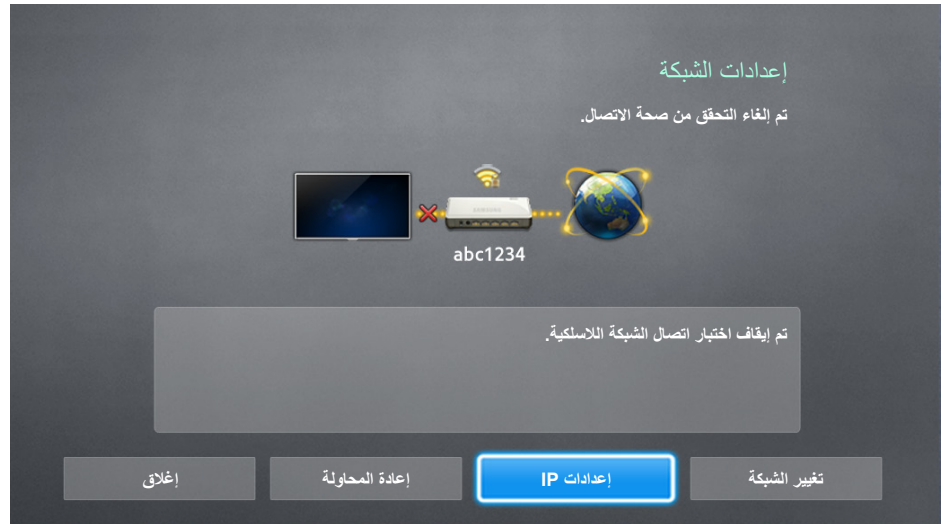 إعدادات الشبكة
تم إلغاء التحقق من صحة الاتصال.
SAMSUNG
abc1234
تم إيقاف اختبار اتصال الشبكة اللاسلكية.
تغيير الشبكة
إعدادات IP
إعادة المحاولة
إغلاق